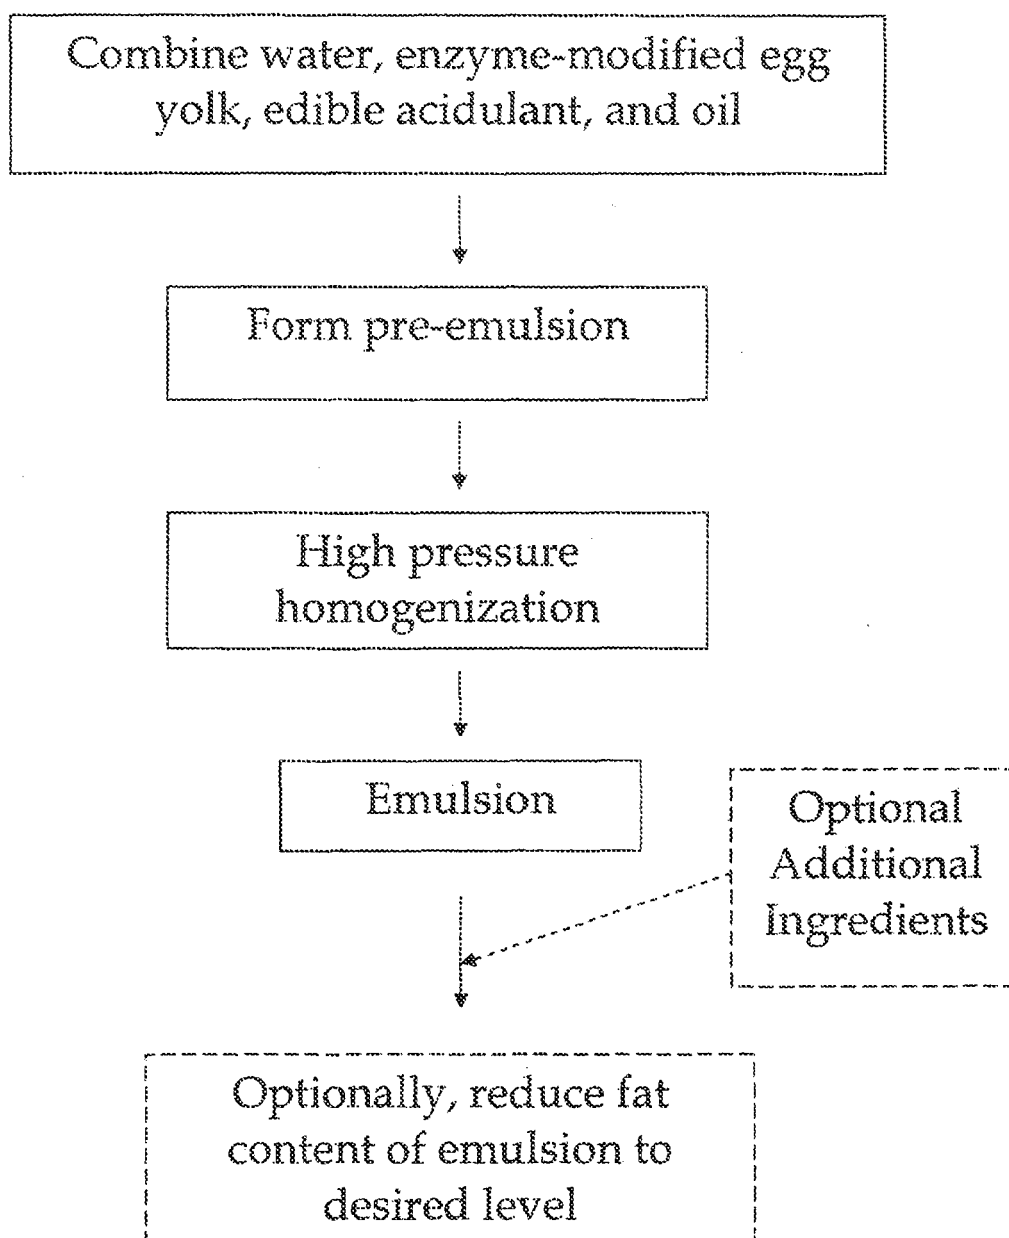 Combine water, enzyme-modified egg
yolk, edible acidulant, and oil
Form pre-emulsion
High pressure
homogenization
Emulsion
Optional
Additional
Ingredients
Optionally, reduce fat
content of emulsion to
desired level